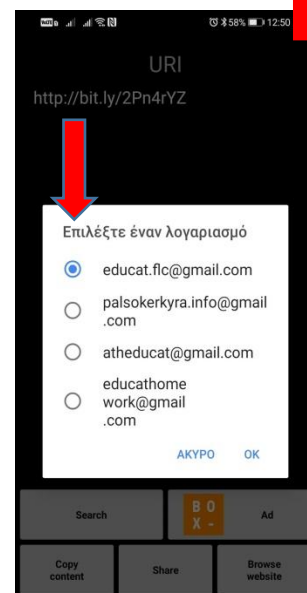 58% 12:50
URI
http://bit.ly/2Pn4rYZ
Επιλέξτε έναν λογαριασμό
educat.flc@gmail.com
palsokerkyra.info@gmail
.com
atheducat@gmail.com
educathome
work@gmail
.com
ΑΚΥΡΟ OK
Search
B O
X -
Ad
Copy
content
Share
Browse
website